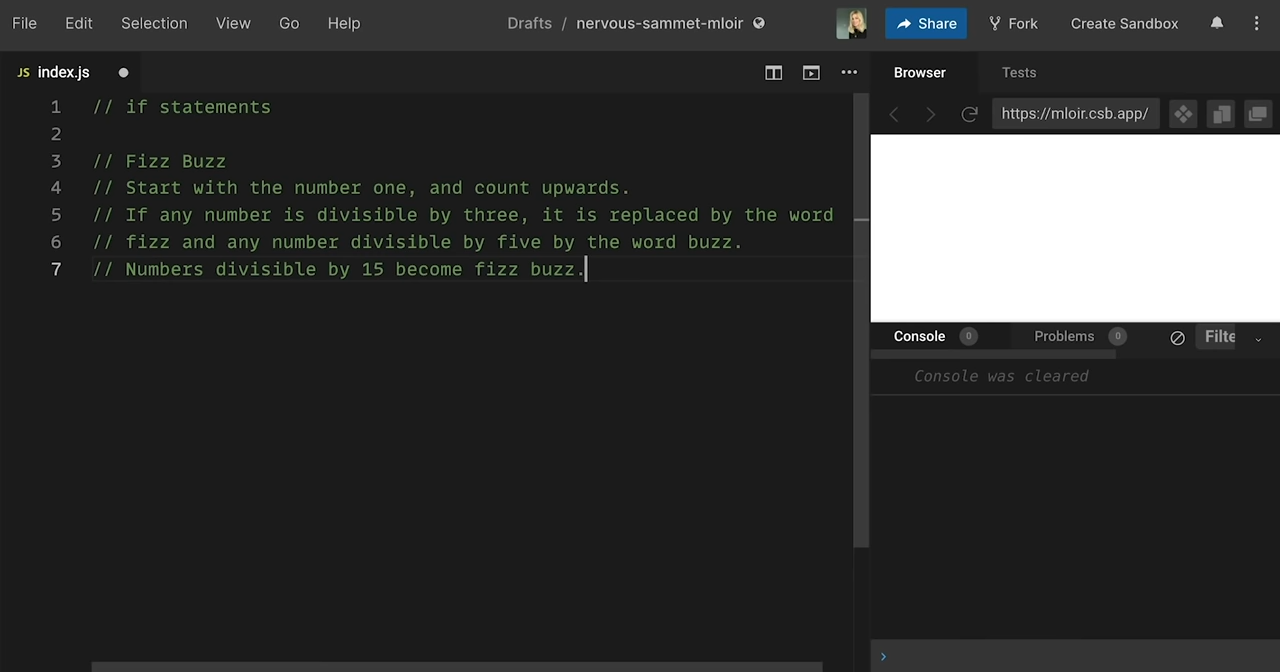 File Edit Selection View Go Help Drafts / nervous-sammet-mloir Share Fork Create Sandbox
JS index.js Browser Tests
https://mloir.csb.app/
1 // if statements
2
3 // Fizz Buzz
4 // Start with the number one, and count upwards.
5 // If any number is divisible by three, it is replaced by the word
6 // fizz and any number divisible by five by the word buzz.
7 // Numbers divisible by 15 become fizz buzz.
Console 0 Problems 0 Filte
Console was cleared
›